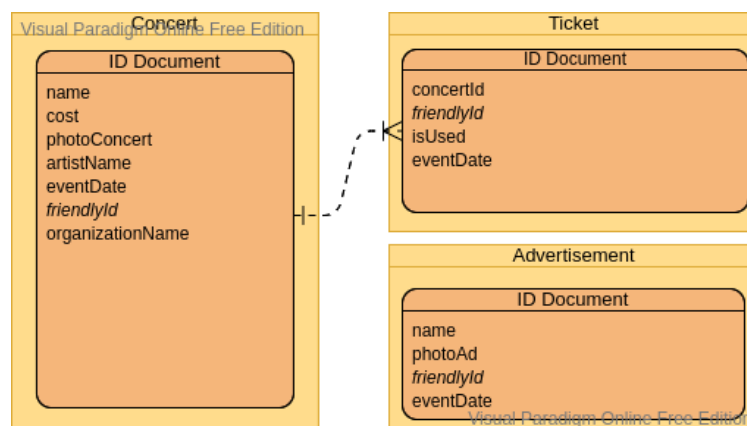 Concert
Visual Paradigm Online Free Edition
ID Document
name
cost
photoConcert
artistName
eventDate
friendlyId
organizationName
Ticket
ID Document
concertId
friendlyId
isUsed
eventDate
Advertisement
ID Document
name
photoAd
friendlyId
eventDate
Visual Paradigm Online Free Edition